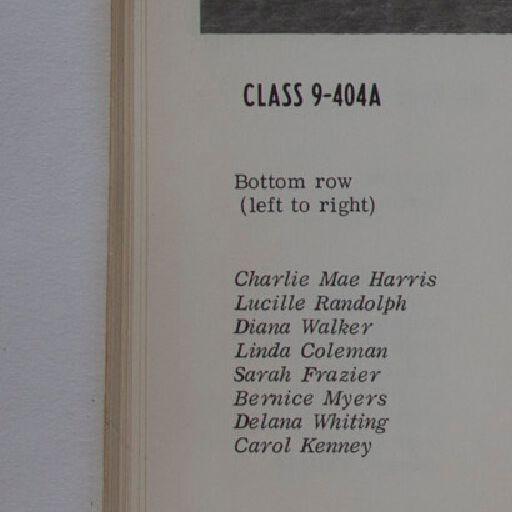 CLASS 9-404A
Bottom row
(left to right)
Charlie Mae Harris
Lucille Randolph
Diana Walker
Linda Coleman
Sarah Frazier
Bernice Myers
Delana Whiting
Carol Kenney